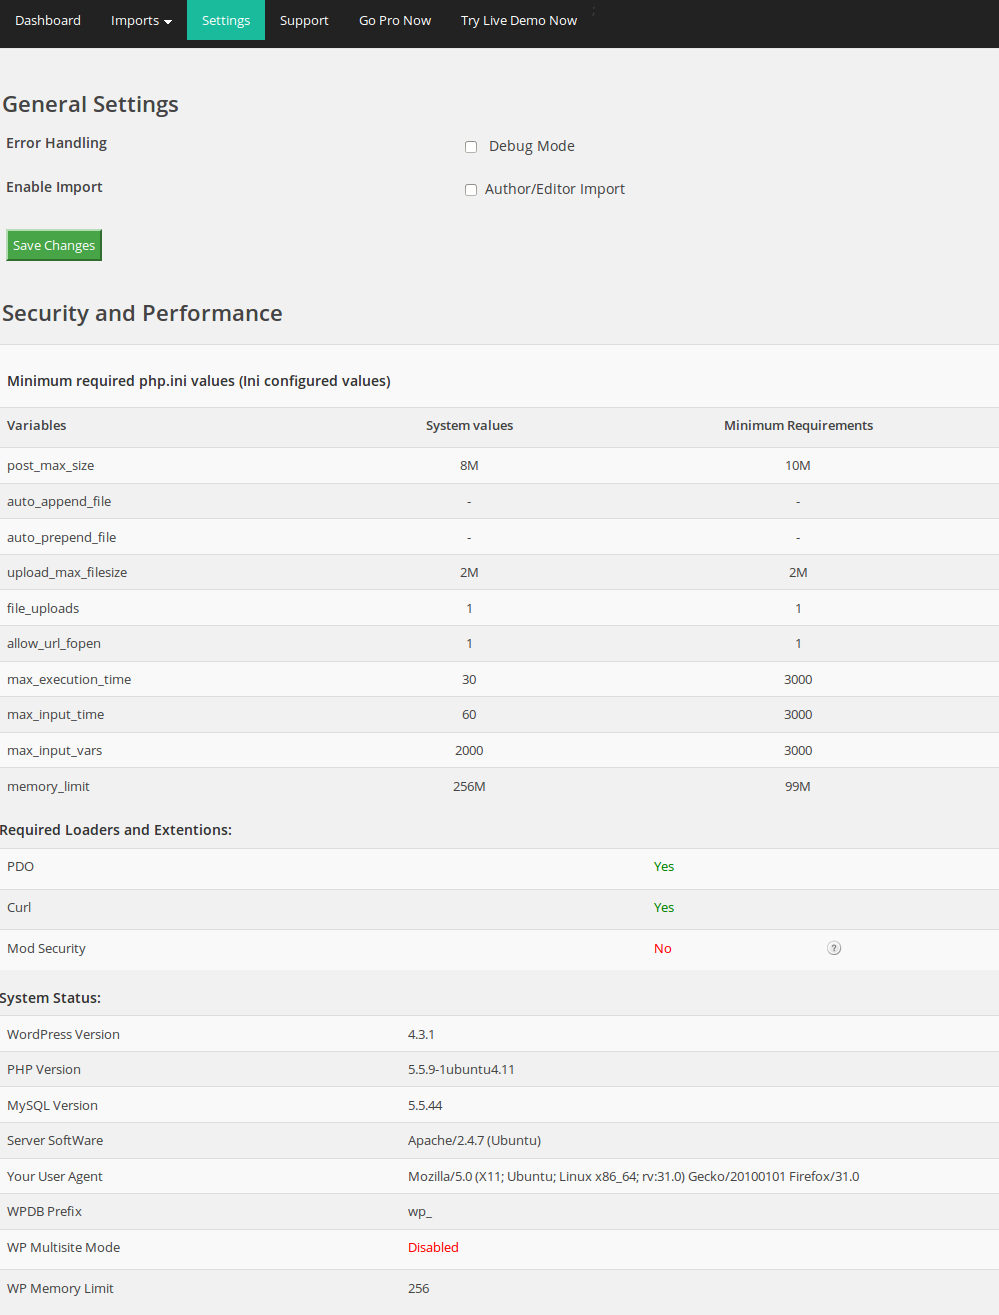 Dashboard Imports Settings Support Go Pro Now Try Live Demo Now
General Settings
Error Handling Debug Mode
Enable Import Author/Editor Import
Save Changes
Security and Performance
Minimum required php.ini values (Ini configured values)
Variables System values Minimum Requirements
post_max_size 8M 10M
auto_append_file - -
auto_prepend_file - -
upload_max_filesize 2M 2M
file_uploads 1 1
allow_url_fopen 1 1
max_execution_time 30 3000
max_input_time 60 3000
max_input_vars 2000 3000
memory_limit 256M 99M
Required Loaders and Extentions:
PDO Yes
Curl Yes
Mod Security No ?
System Status:
WordPress Version 4.3.1
PHP Version 5.5.9-1ubuntu4.11
MySQL Version 5.5.44
Server SoftWare Apache/2.4.7 (Ubuntu)
Your User Agent Mozilla/5.0 (X11; Ubuntu; Linux x86_64; rv:31.0) Gecko/20100101 Firefox/31.0
WPDB Prefix wp_
WP Multisite Mode Disabled
WP Memory Limit 256